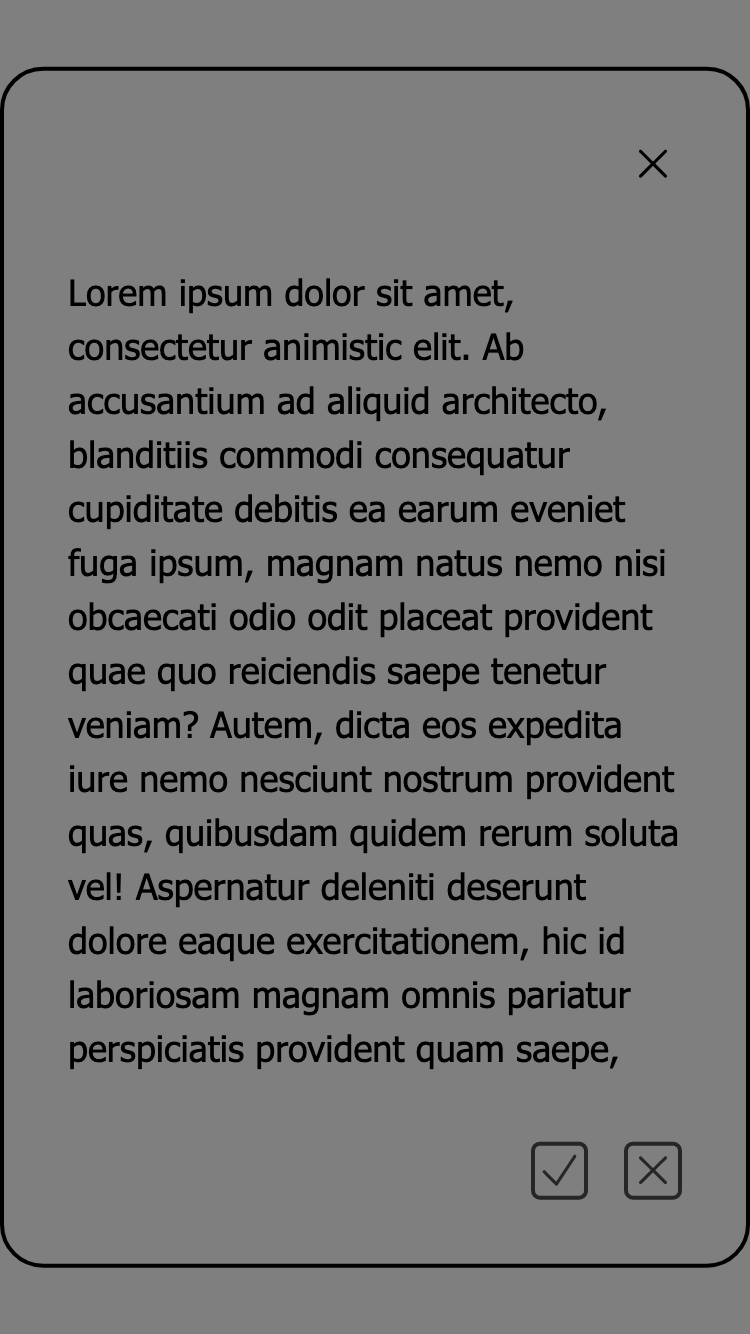 Lorem ipsum dolor sit amet,
consectetur animistic elit. Ab
accusantium ad aliquid architecto,
blanditiis commodi consequatur
cupiditate debitis ea earum eveniet
fuga ipsum, magnam natus nemo nisi
obcaecati odio odit placeat provident
quae quo reiciendis saepe tenetur
veniam? Autem, dicta eos expedita
iure nemo nesciunt nostrum provident
quas, quibusdam quidem rerum soluta
vel! Aspernatur deleniti deserunt
dolore eaque exercitationem, hic id
laboriosam magnam omnis pariatur
perspiciatis provident quam saepe,